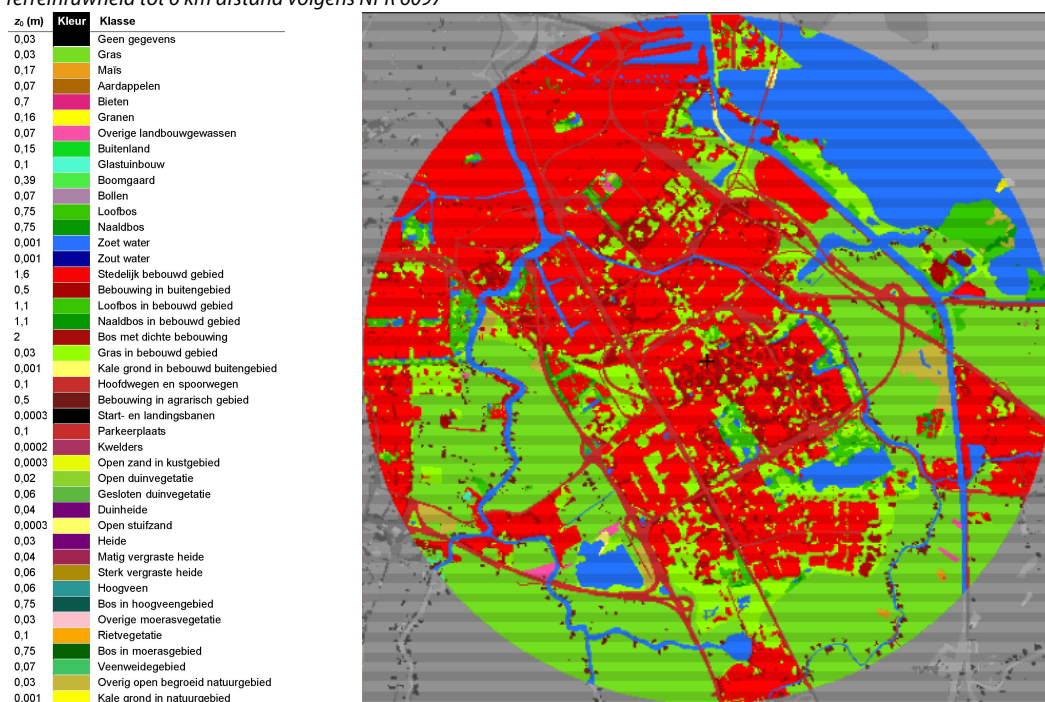 Terreinruwheid tot 6 km afstand volgens NPR 6097
z₀ (m) Kleur Klasse
0,03 Geen gegevens
0,03 Gras
0,17 Maïs
0,07 Aardappelen
0,7 Bieten
0,16 Granen
0,07 Overige landbouwgewassen
0,15 Buitenland
0,1 Glastuinbouw
0,39 Boomgaard
0,07 Bollen
0,75 Loofbos
0,75 Naaldbos
0,001 Zoet water
0,001 Zout water
1,6 Stedelijk bebouwd gebied
0,5 Bebouwing in buitengebied
1,1 Loofbos in bebouwd gebied
1,1 Naaldbos in bebouwd gebied
2 Bos met dichte bebouwing
0,03 Gras in bebouwd gebied
0,001 Kale grond in bebouwd buitengebied
0,1 Hoofdwegen en spoorwegen
0,5 Bebouwing in agrarisch gebied
0,0003 Start- en landingsbanen
0,1 Parkeerplaats
0,0002 Kwelders
0,0003 Open zand in kustgebied
0,02 Open duinvegetatie
0,06 Gesloten duinvegetatie
0,04 Duinheide
0,0003 Open stuifzand
0,03 Heide
0,04 Matig vergraste heide
0,06 Sterk vergraste heide
0,06 Hoogveen
0,75 Bos in hoogveengebied
0,03 Overige moerasvegetatie
0,1 Rietvegetatie
0,75 Bos in moerasgebied
0,07 Veenweidegebied
0,03 Overig open begroeid natuurgebied
0,001 Kale grond in natuurgebied